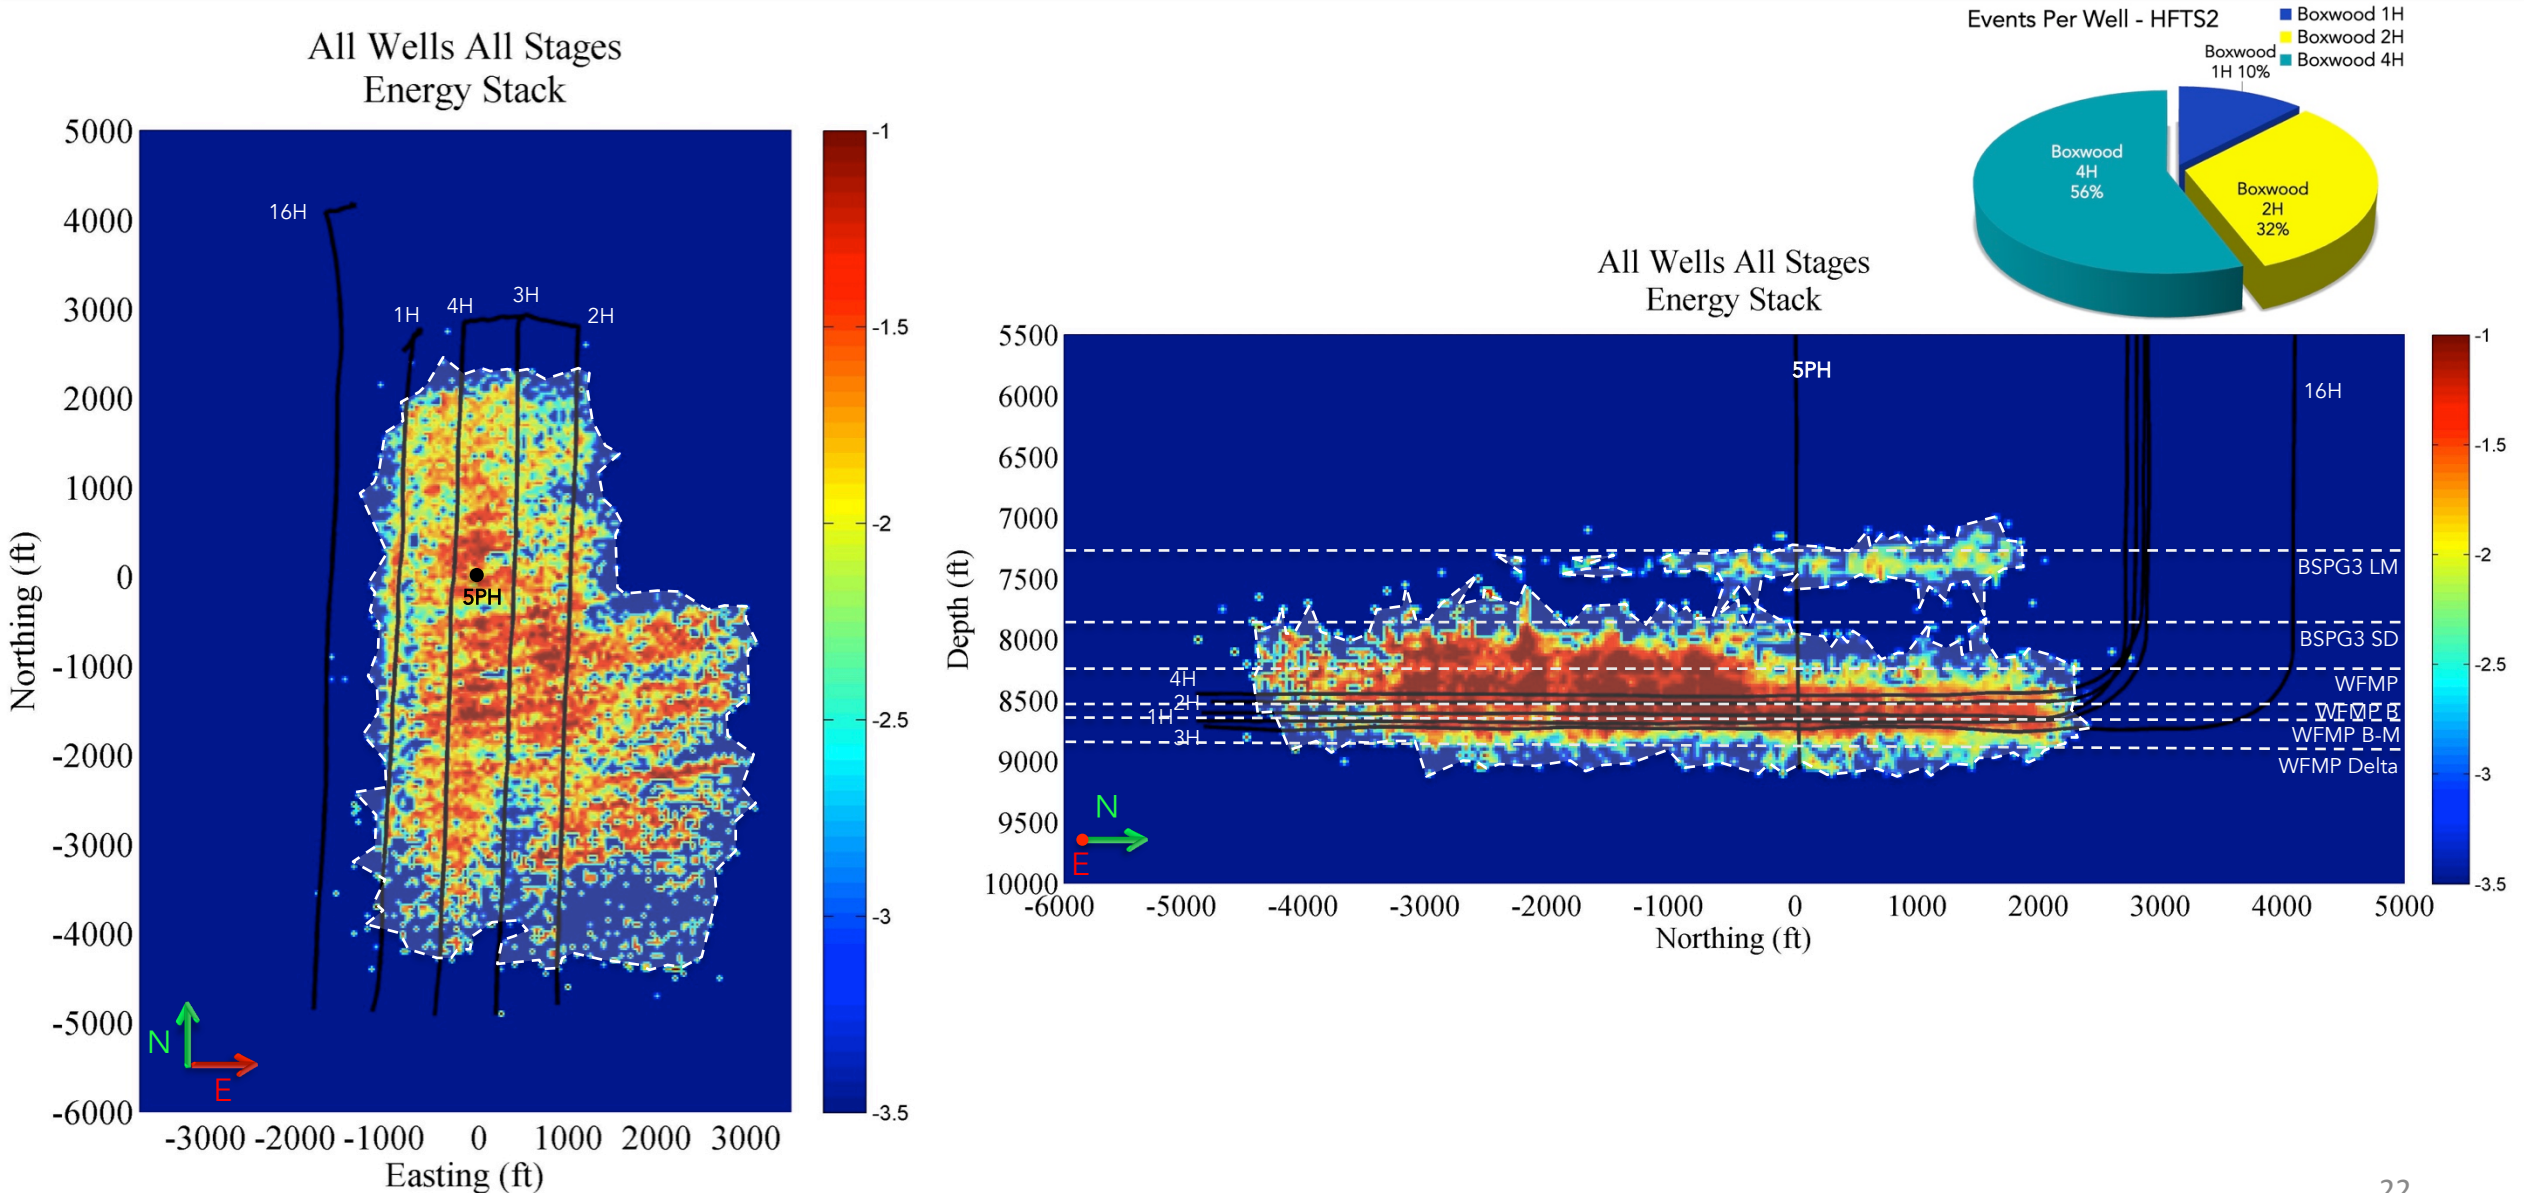 All Wells All Stages
Energy Stack
5000
4000
3000
2000
1000
0
-1000
-2000
-3000
-4000
-5000
-6000
Northing (ft)
16H
1H
4H
3H
2H
5PH
N
E
-3000 -2000 -1000 0 1000 2000 3000
Easting (ft)
-1
-1.5
-2
-2.5
-3
-3.5
Events Per Well - HFTS2
Boxwood 1H
Boxwood 2H
Boxwood 4H
Boxwood
1H 10%
Boxwood
4H
56%
Boxwood
2H
32%
All Wells All Stages
Energy Stack
5500
6000
6500
7000
7500
8000
8500
9000
9500
10000
Depth (ft)
5PH
16H
BSPG3 LM
BSPG3 SD
WFMP
WFMP B
WFMP B-M
WFMP Delta
4H
2H
1H
3H
N
E
-6000 -5000 -4000 -3000 -2000 -1000 0 1000 2000 3000 4000 5000
Northing (ft)
-1
-1.5
-2
-2.5
-3
-3.5
22